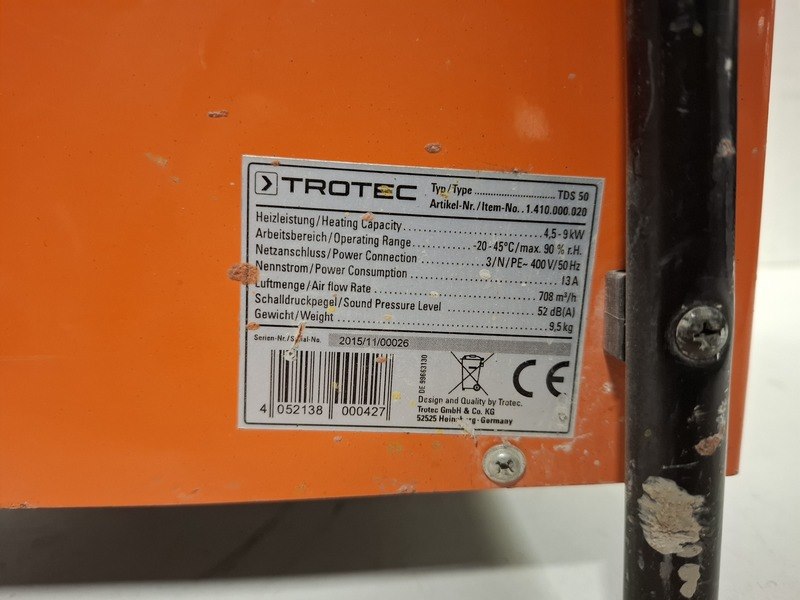 TROTEC
Typ/Type .......................... TDS 50
Artikel-Nr./Item-No. . 1.410.000.020
Heizleistung/Heating Capacity .......................... 4,5-9 kW
Arbeitsbereich/Operating Range .......... -20-45°C/max. 90 % r.H.
Netzanschluss/Power Connection .......... 3/N/PE~ 400 V/50 Hz
Nennstrom/Power Consumption .......................... 13 A
Luftmenge/Air flow Rate .......................... 708 m³/h
Schalldruckpegel/Sound Pressure Level .......... 52 dB(A)
Gewicht/Weight .......................... 9,5 kg
Serien-Nr./Serial-No. 2015/11/00026
4 052138 000427
DE 99663130
CE
Design and Quality by Trotec.
Trotec GmbH & Co. KG
52525 Heinsberg-Germany